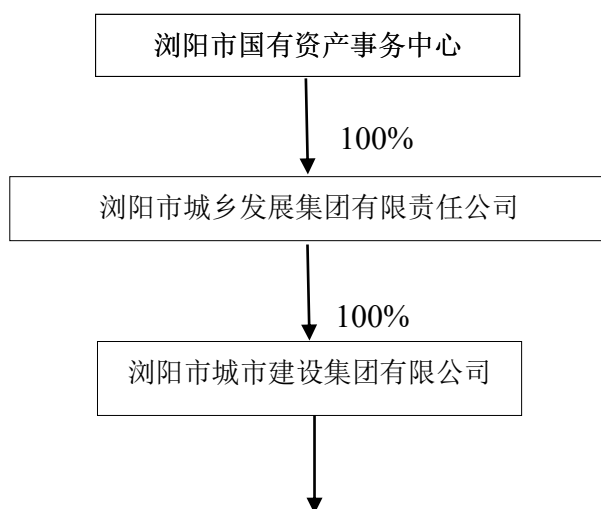 浏阳市国有资产事务中心
100%
浏阳市城乡发展集团有限责任公司
100%
浏阳市城市建设集团有限公司